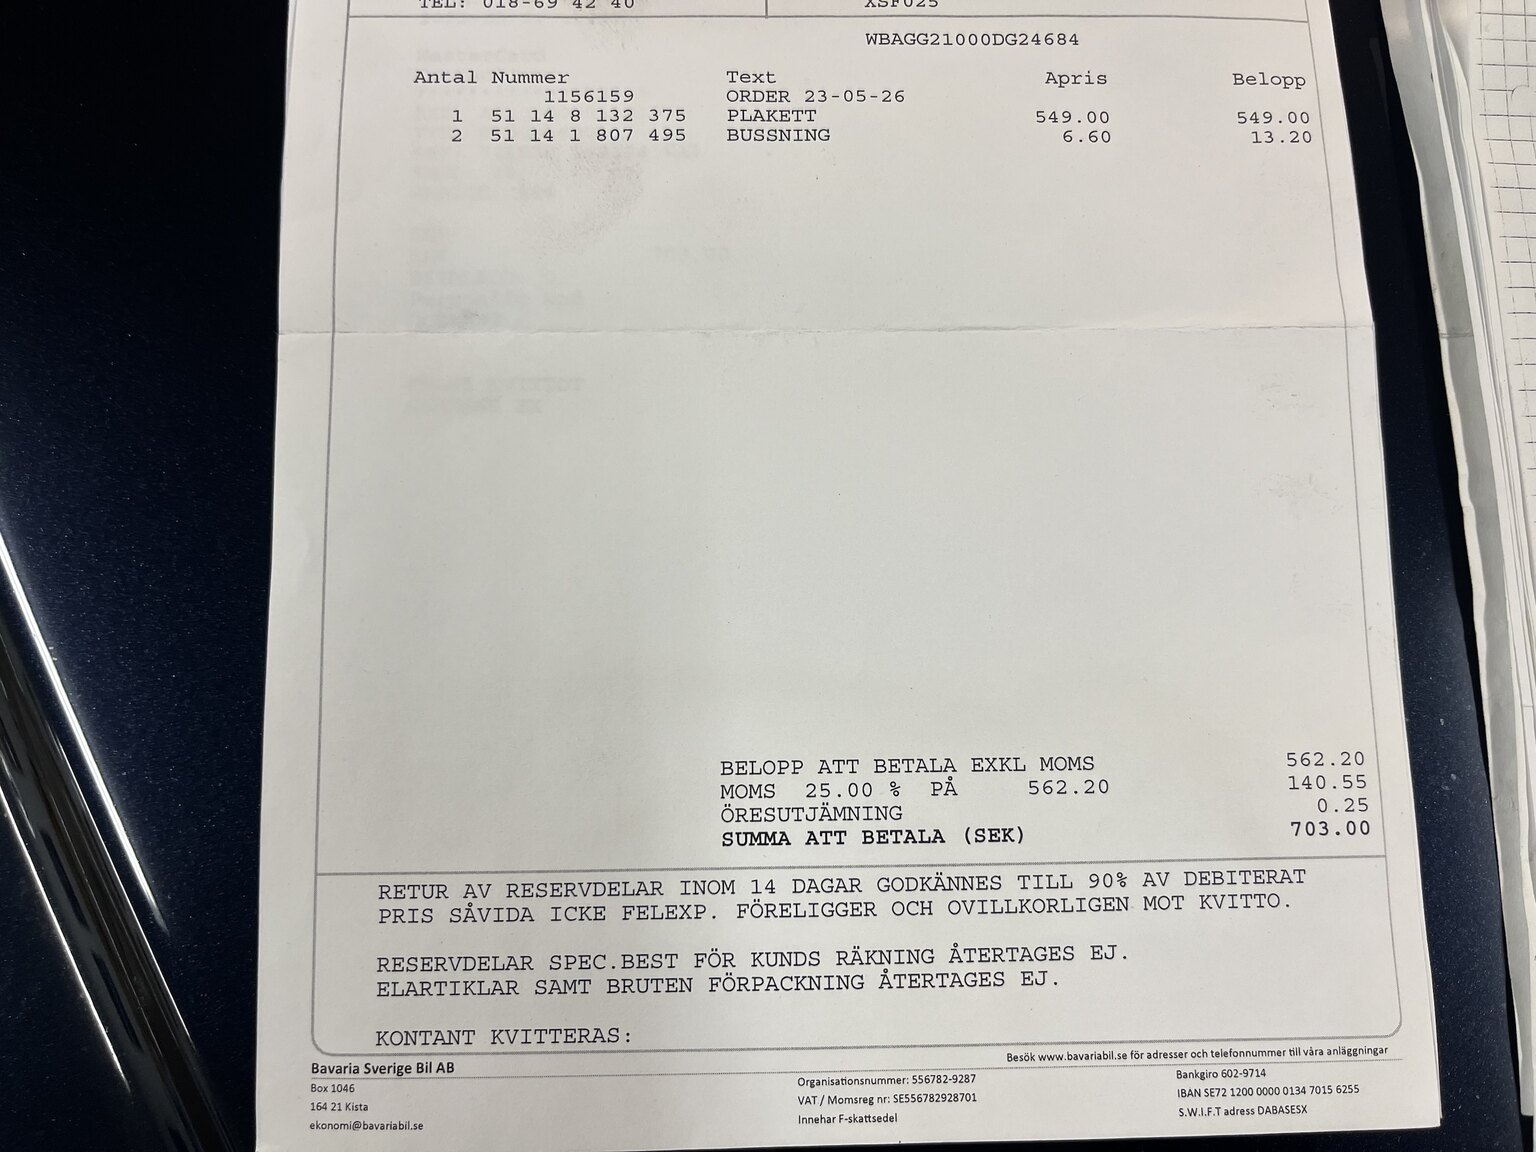 TEL: 018-69 42 40 XSF025
WBAGG21000DG24684
Antal Nummer Text Apris Belopp
1156159 ORDER 23-05-26
1 51 14 8 132 375 PLAKETT 549.00 549.00
2 51 14 1 807 495 BUSSNING 6.60 13.20
BELOPP ATT BETALA EXKL MOMS 562.20
MOMS 25.00 % PÅ 562.20 140.55
ÖRESUTJÄMNING 0.25
SUMMA ATT BETALA (SEK) 703.00
RETUR AV RESERVDELAR INOM 14 DAGAR GODKÄNNES TILL 90% AV DEBITERAT
PRIS SÅVIDA ICKE FELEXP. FÖRELIGGER OCH OVILLKORLIGEN MOT KVITTO.
RESERVDELAR SPEC.BEST FÖR KUNDS RÄKNING ÅTERTAGES EJ.
ELARTIKLAR SAMT BRUTEN FÖRPACKNING ÅTERTAGES EJ.
KONTANT KVITTERAS:
Besök www.bavariabil.se för adresser och telefonnummer till våra anläggningar
Bavaria Sverige Bil AB
Box 1046
164 21 Kista
ekonomi@bavariabil.se
Organisationsnummer: 556782-9287
VAT / Momsreg nr: SE556782928701
Innehar F-skattsedel
Bankgiro 602-9714
IBAN SE72 1200 0000 0134 7015 6255
S.W.I.F.T adress DABASESX